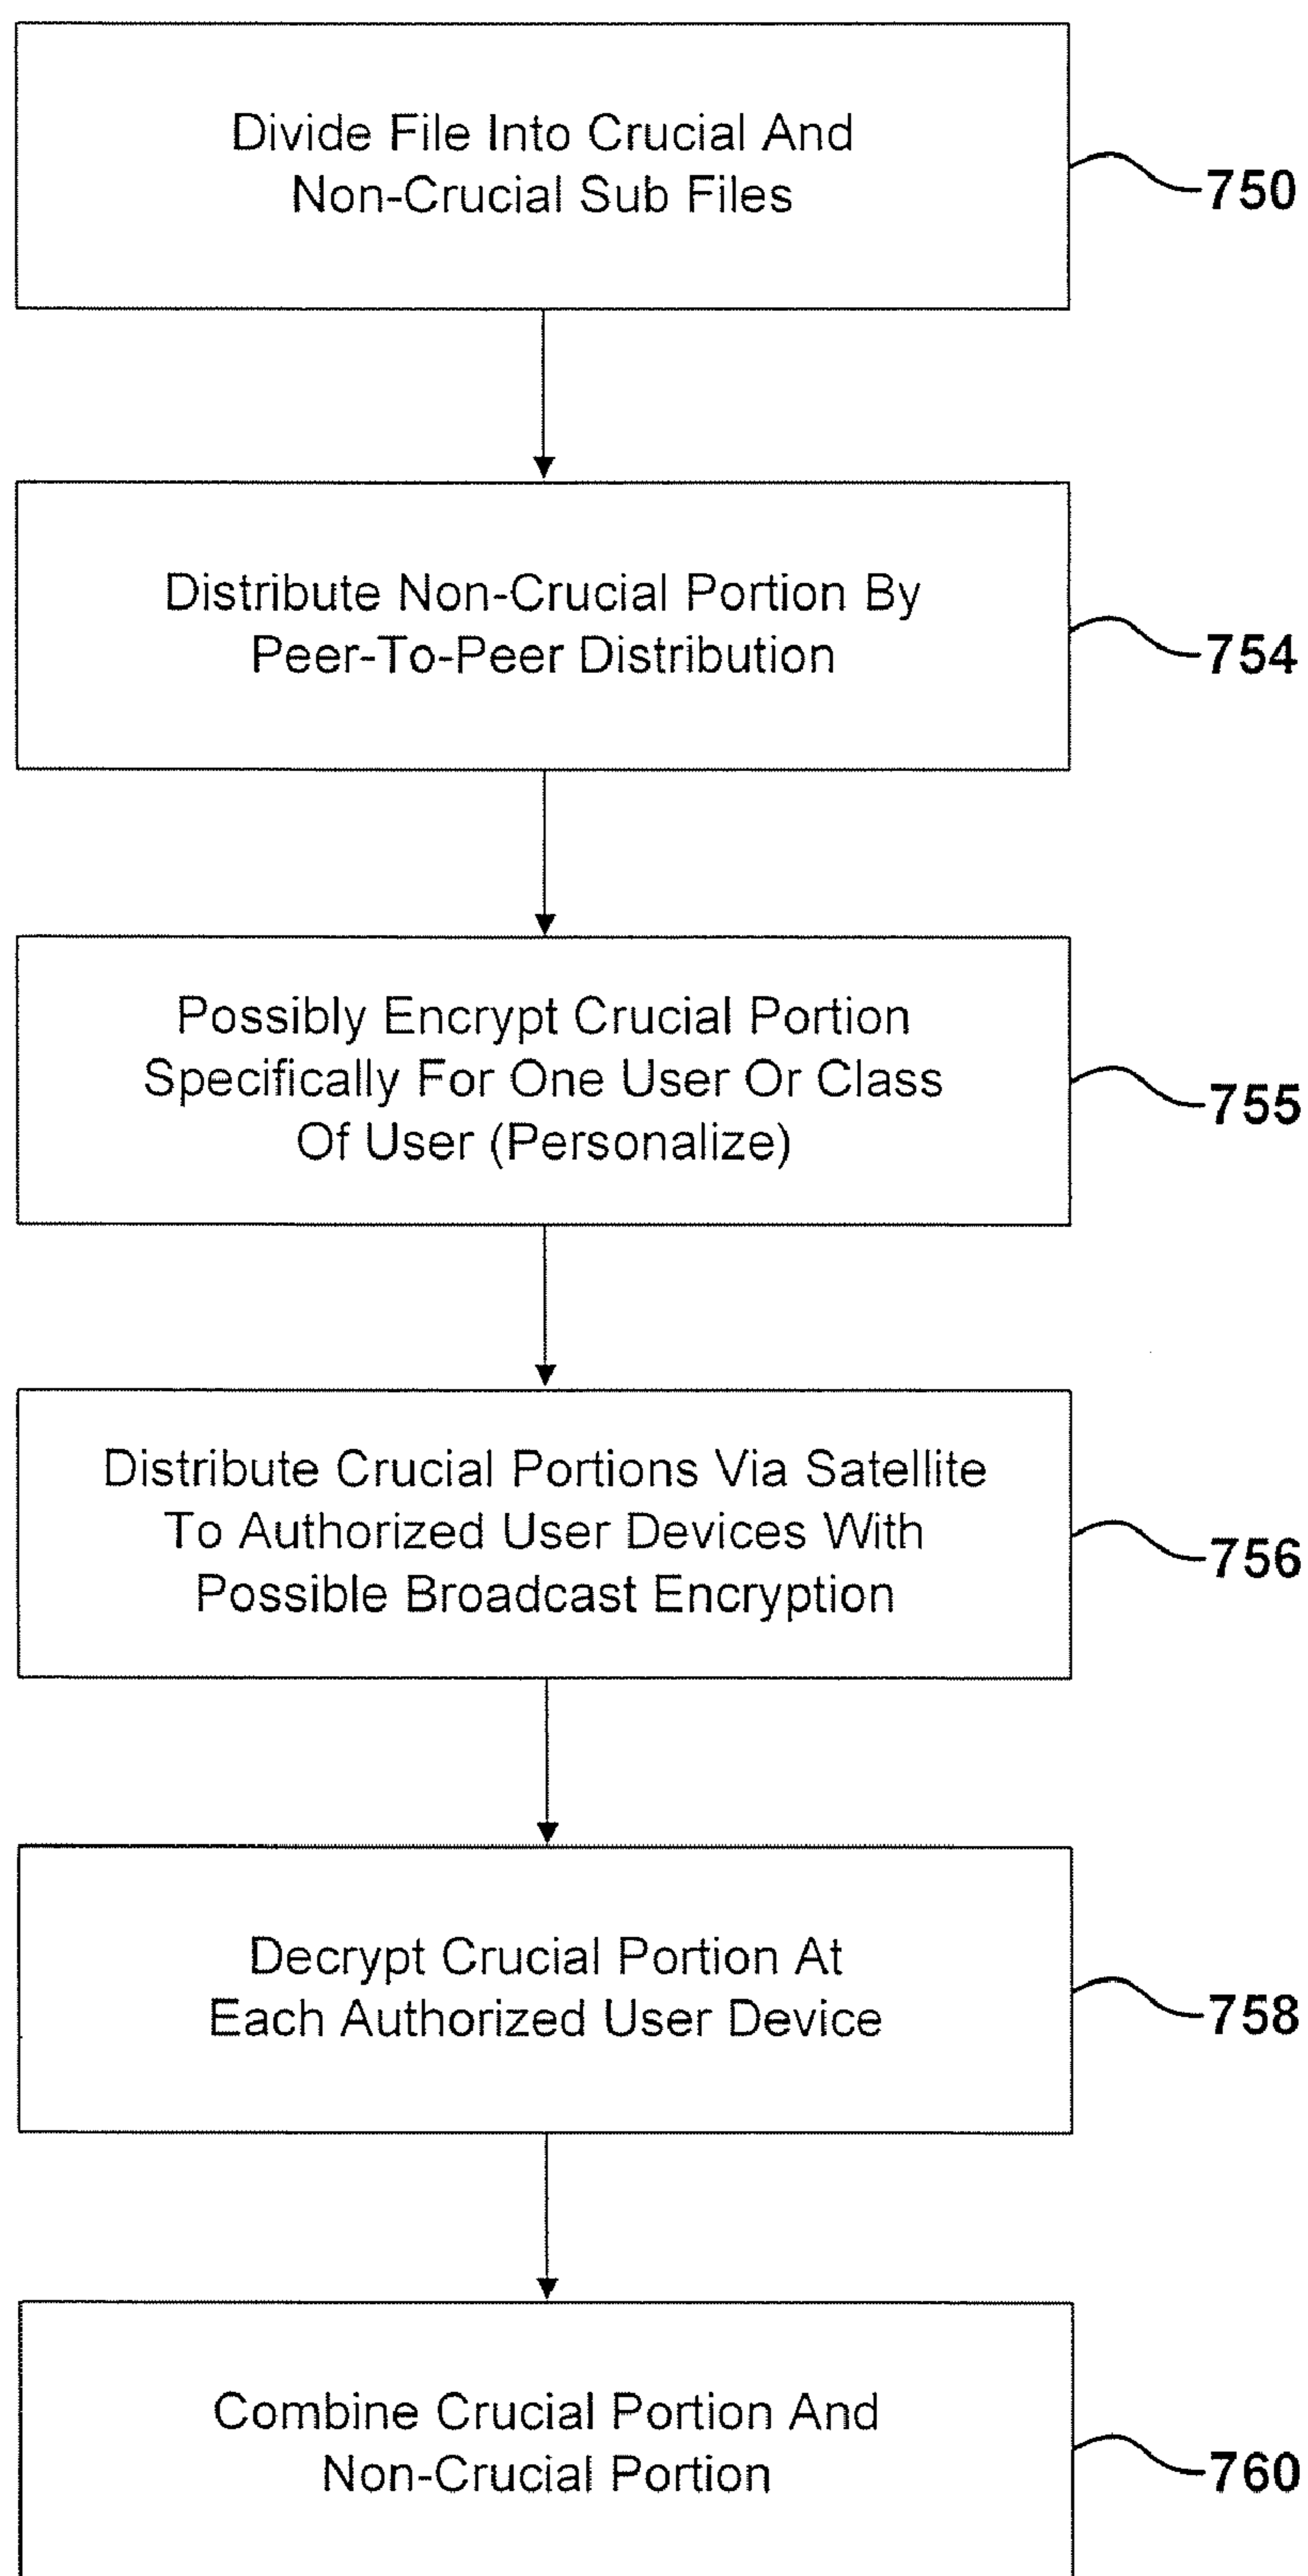 Divide File Into Crucial And
Non-Crucial Sub Files
750
Distribute Non-Crucial Portion By
Peer-To-Peer Distribution
754
Possibly Encrypt Crucial Portion
Specifically For One User Or Class
Of User (Personalize)
755
Distribute Crucial Portions Via Satellite
To Authorized User Devices With
Possible Broadcast Encryption
756
Decrypt Crucial Portion At
Each Authorized User Device
758
Combine Crucial Portion And
Non-Crucial Portion
760